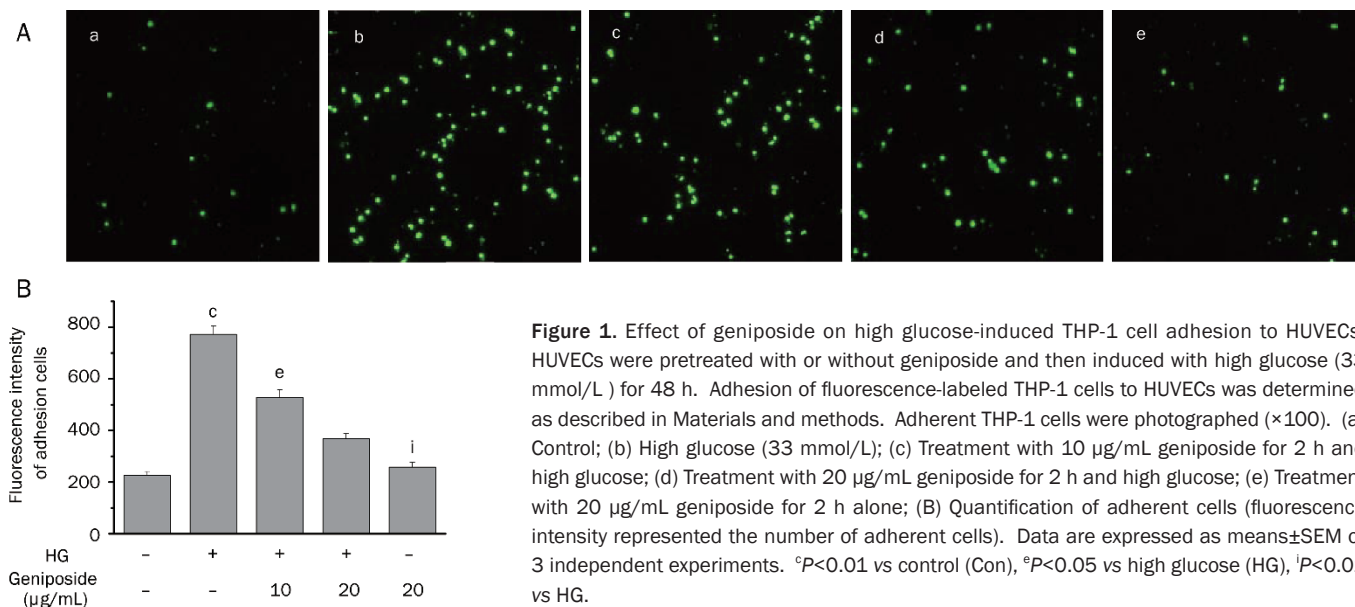 A
a
b
c
d
e
B
Fluorescence intensity
of adhesion cells
800
600
400
200
0
c
e
i
HG
– + + + –
Geniposide
(µg/mL)
– – 10 20 20
Figure 1. Effect of geniposide on high glucose-induced THP-1 cell adhesion to HUVECs
HUVECs were pretreated with or without geniposide and then induced with high glucose (33
mmol/L ) for 48 h. Adhesion of fluorescence-labeled THP-1 cells to HUVECs was determine
as described in Materials and methods. Adherent THP-1 cells were photographed (×100). (a
Control; (b) High glucose (33 mmol/L); (c) Treatment with 10 µg/mL geniposide for 2 h and
high glucose; (d) Treatment with 20 µg/mL geniposide for 2 h and high glucose; (e) Treatmen
with 20 µg/mL geniposide for 2 h alone; (B) Quantification of adherent cells (fluorescenc
intensity represented the number of adherent cells). Data are expressed as means±SEM o
3 independent experiments. cP<0.01 vs control (Con), eP<0.05 vs high glucose (HG), iP<0.0
vs HG.